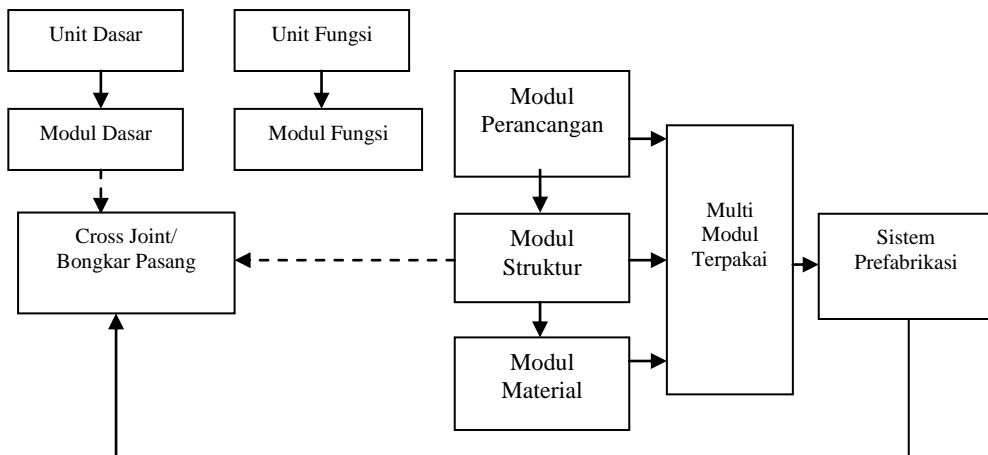 Unit Dasar
Unit Fungsi
Modul Dasar
Modul Fungsi
Modul
Perancangan
Cross Joint/
Bongkar Pasang
Modul
Struktur
Modul
Material
Multi
Modul
Terpakai
Sistem
Prefabrikasi